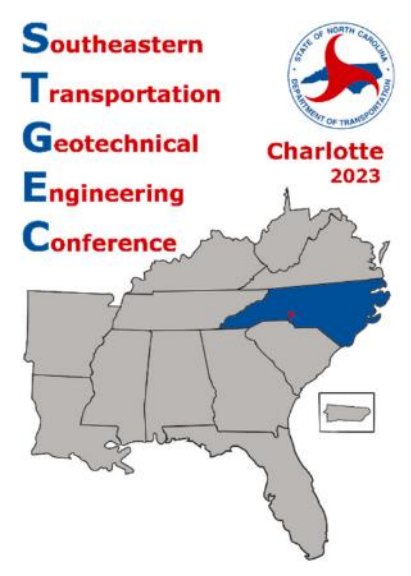 Southeastern
Transportation
Geotechnical
Engineering
Conference
STATE OF NORTH CAROLINA
DEPARTMENT OF TRANSPORTATION
Charlotte
2023